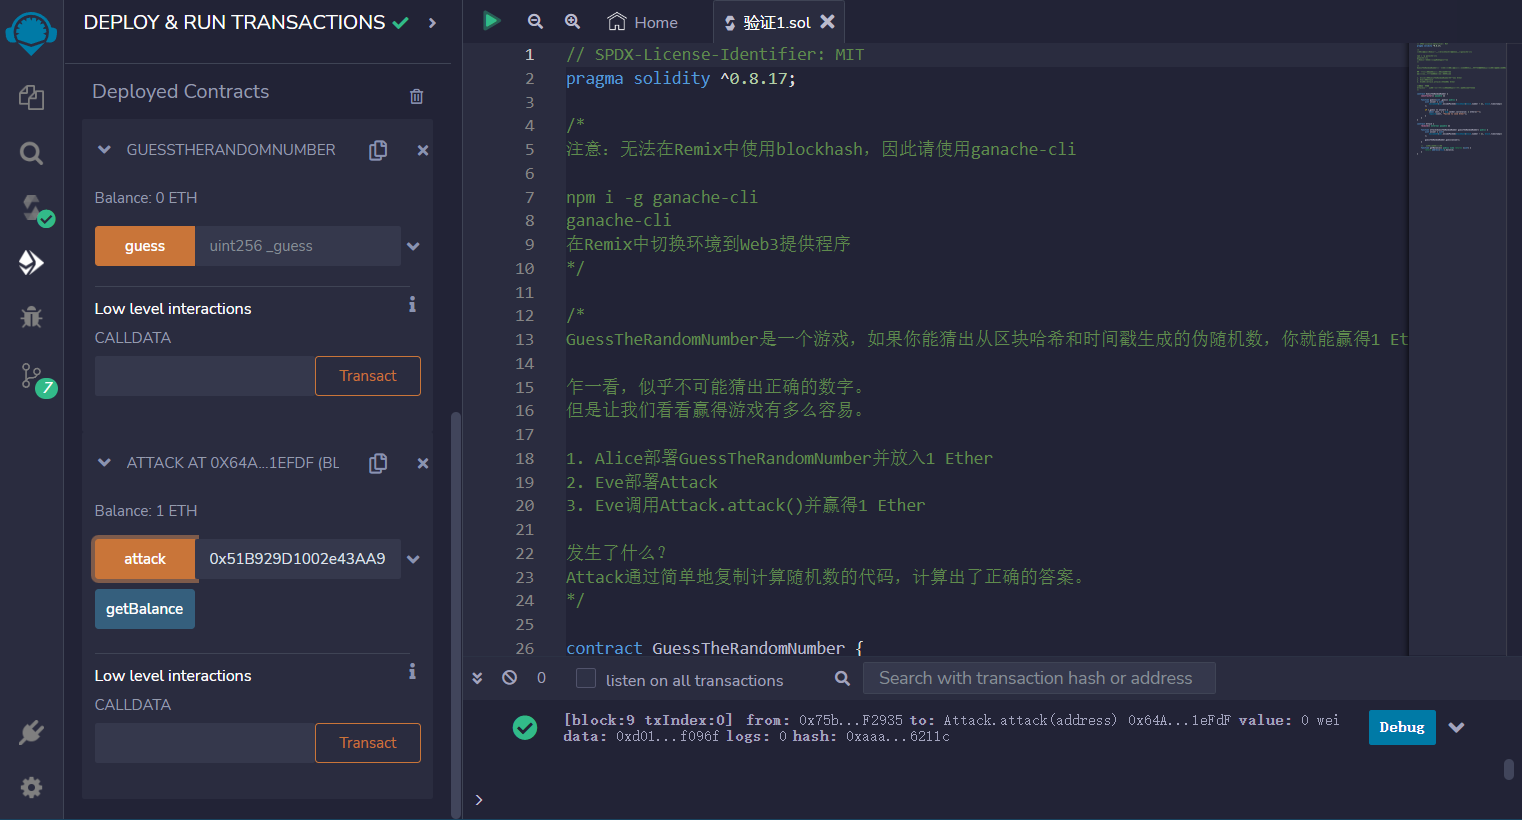 DEPLOY & RUN TRANSACTIONS
Deployed Contracts
GUESSTHERANDOMNUMBER
Balance: 0 ETH
guess
uint256 _guess
Low level interactions
CALLDATA
Transact
ATTACK AT 0X64A...1EFDF (BL
Balance: 1 ETH
attack
0x51B929D1002e43AA9
getBalance
Low level interactions
CALLDATA
Transact
7
Home
验证1.sol
1 // SPDX-License-Identifier: MIT
2 pragma solidity ^0.8.17;
3
4 /*
5 注意：无法在Remix中使用blockhash，因此请使用ganache-cli
6
7 npm i -g ganache-cli
8 ganache-cli
9 在Remix中切换环境到Web3提供程序
10 */
11
12 /*
13 GuessTheRandomNumber是一个游戏，如果你能猜出从区块哈希和时间戳生成的伪随机数，你就能赢得1 Et
14
15 乍一看，似乎不可能猜出正确的数字。
16 但是让我们看看赢得游戏有多么容易。
17
18 1. Alice部署GuessTheRandomNumber并放入1 Ether
19 2. Eve部署Attack
20 3. Eve调用Attack.attack()并赢得1 Ether
21
22 发生了什么？
23 Attack通过简单地复制计算随机数的代码，计算出了正确的答案。
24 */
25
26 contract GuessTheRandomNumber {
0
listen on all transactions
Search with transaction hash or address
[block:9 txIndex:0] from: 0x75b...F2935 to: Attack.attack(address) 0x64A...1eFdF value: 0 wei
data: 0xd01...f096f logs: 0 hash: 0xaaa...6211c
Debug
>